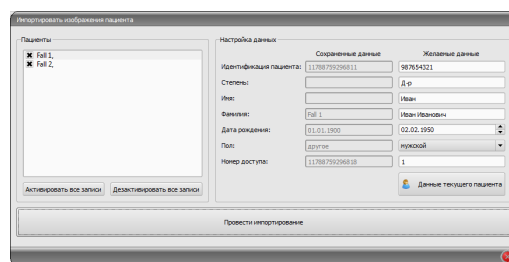 Импортировать изображения пациента
Пациенты
Fall 1,
Fall 2,
Активировать все записи
Дезактивировать все записи
Настройка данных
Сохраненные данные
Желаемые данные
Идентификация пациента:
11788759296811
987654321
Степень:
Д-р
Имя:
Иван
Фамилия:
Fall 1
Иван Иванович
Дата рождения:
01.01.1900
02.02.1950
Пол:
другое
мужской
Номер доступа:
11788759296818
1
Данные текущего пациента
Провести импортирование